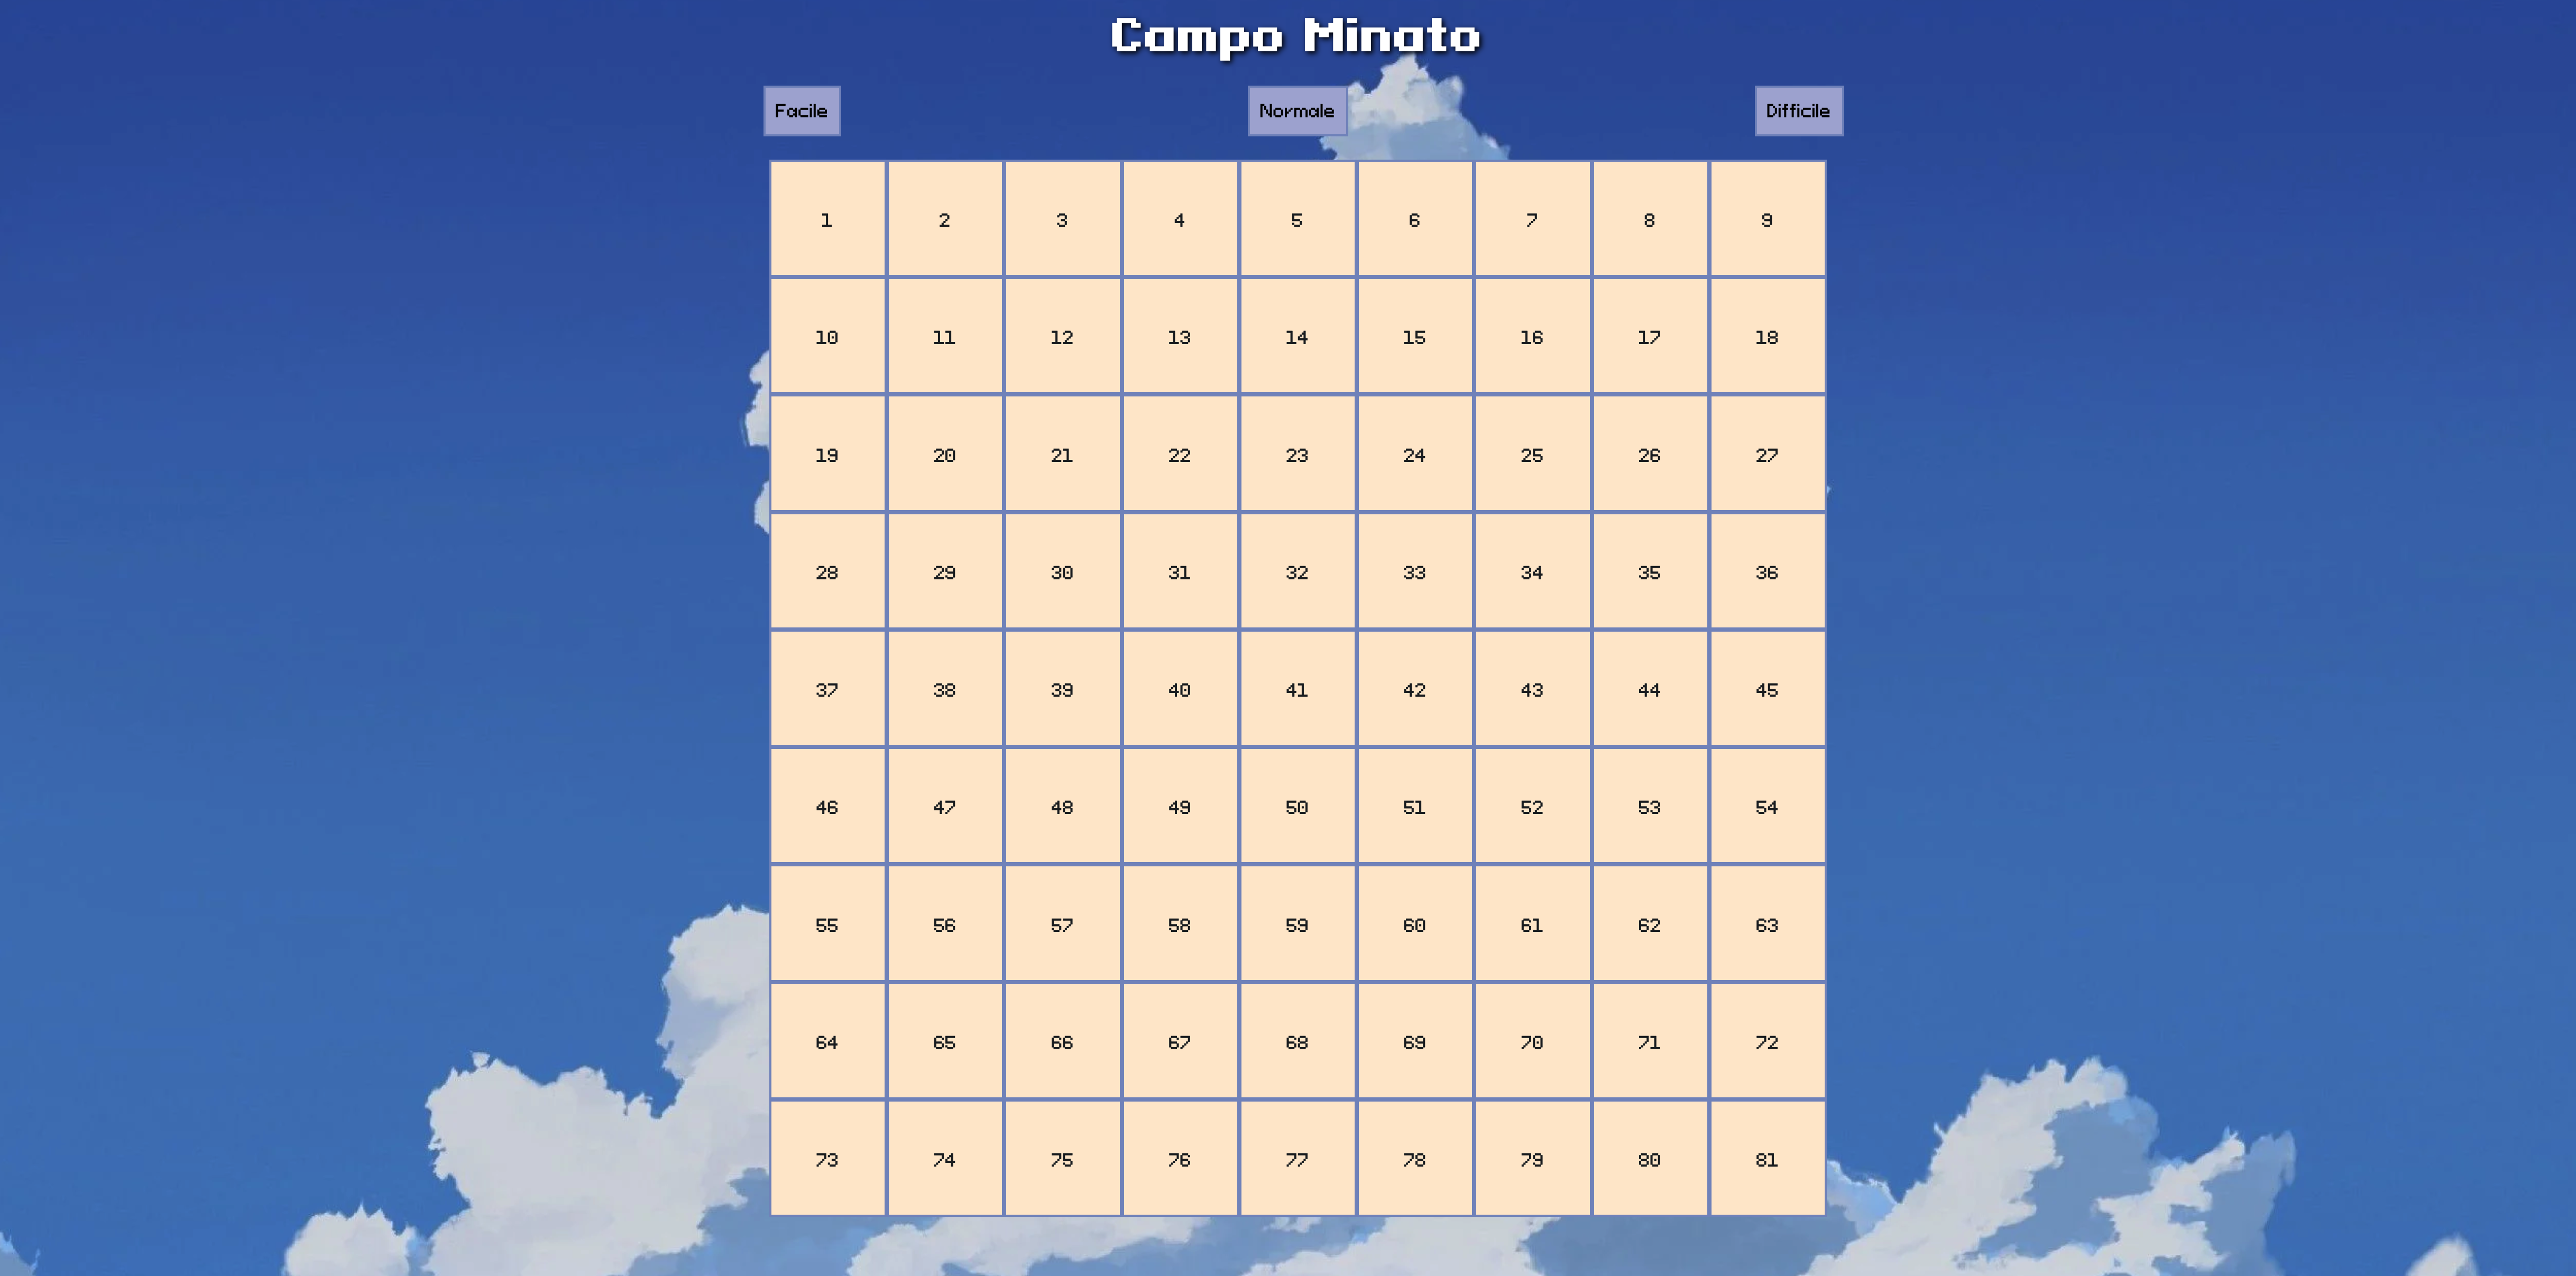 Campo Minato
Facile Normale Difficile
1 2 3 4 5 6 7 8 9
10 11 12 13 14 15 16 17 18
19 20 21 22 23 24 25 26 27
28 29 30 31 32 33 34 35 36
37 38 39 40 41 42 43 44 45
46 47 48 49 50 51 52 53 54
55 56 57 58 59 60 61 62 63
64 65 66 67 68 69 70 71 72
73 74 75 76 77 78 79 80 81